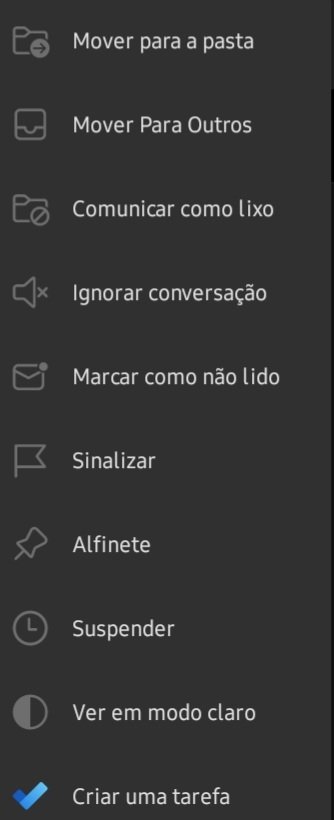 Mover para a pasta
Mover Para Outros
Comunicar como lixo
Ignorar conversação
Marcar como não lido
Sinalizar
Alfinete
Suspender
Ver em modo claro
Criar uma tarefa